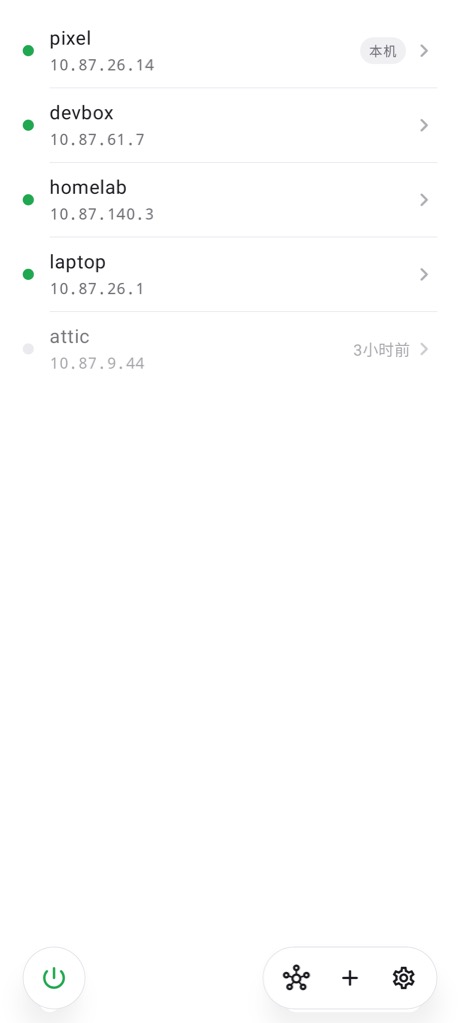 pixel
10.87.26.14
本机
devbox
10.87.61.7
homelab
10.87.140.3
laptop
10.87.26.1
attic
10.87.9.44
3小时前